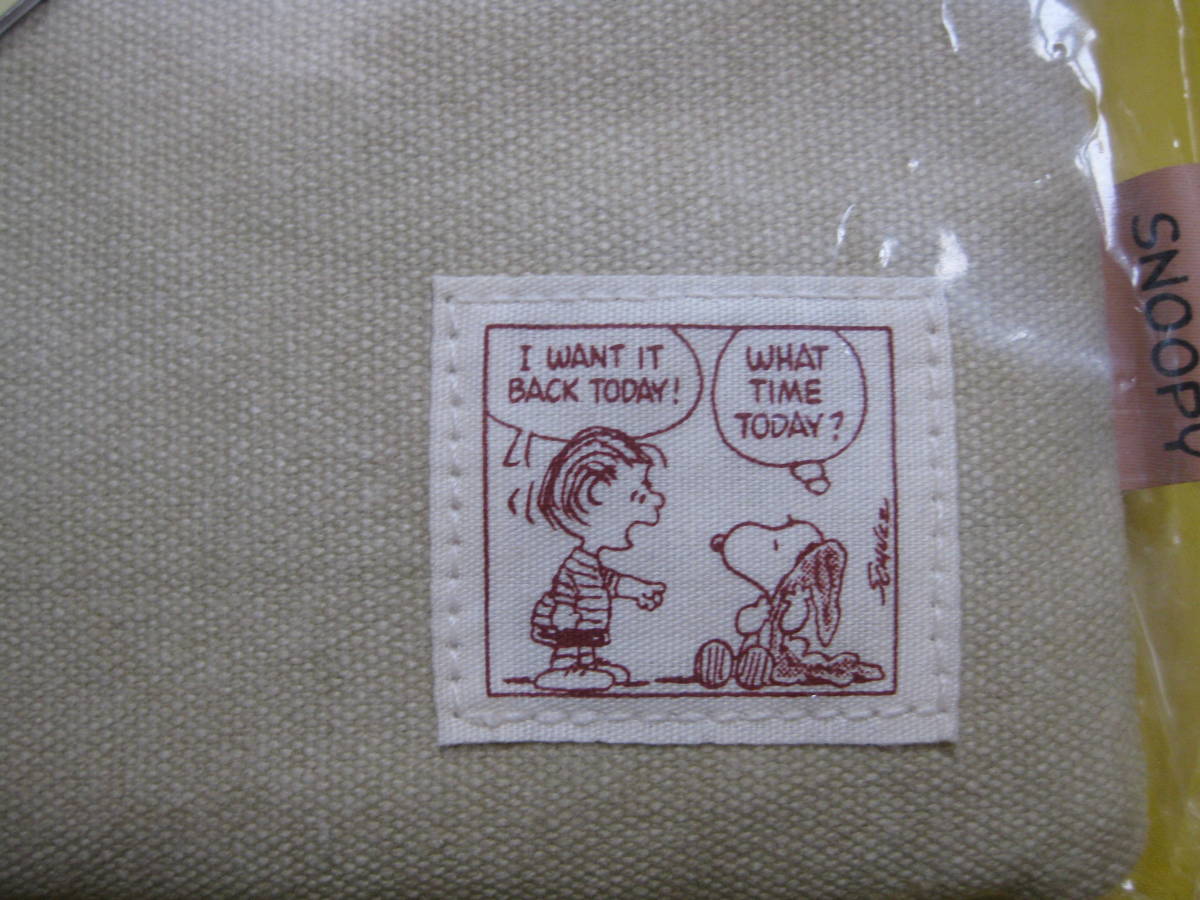 I WANT IT
BACK TODAY!
WHAT
TIME
TODAY?
SCHULZ
SNOOPY